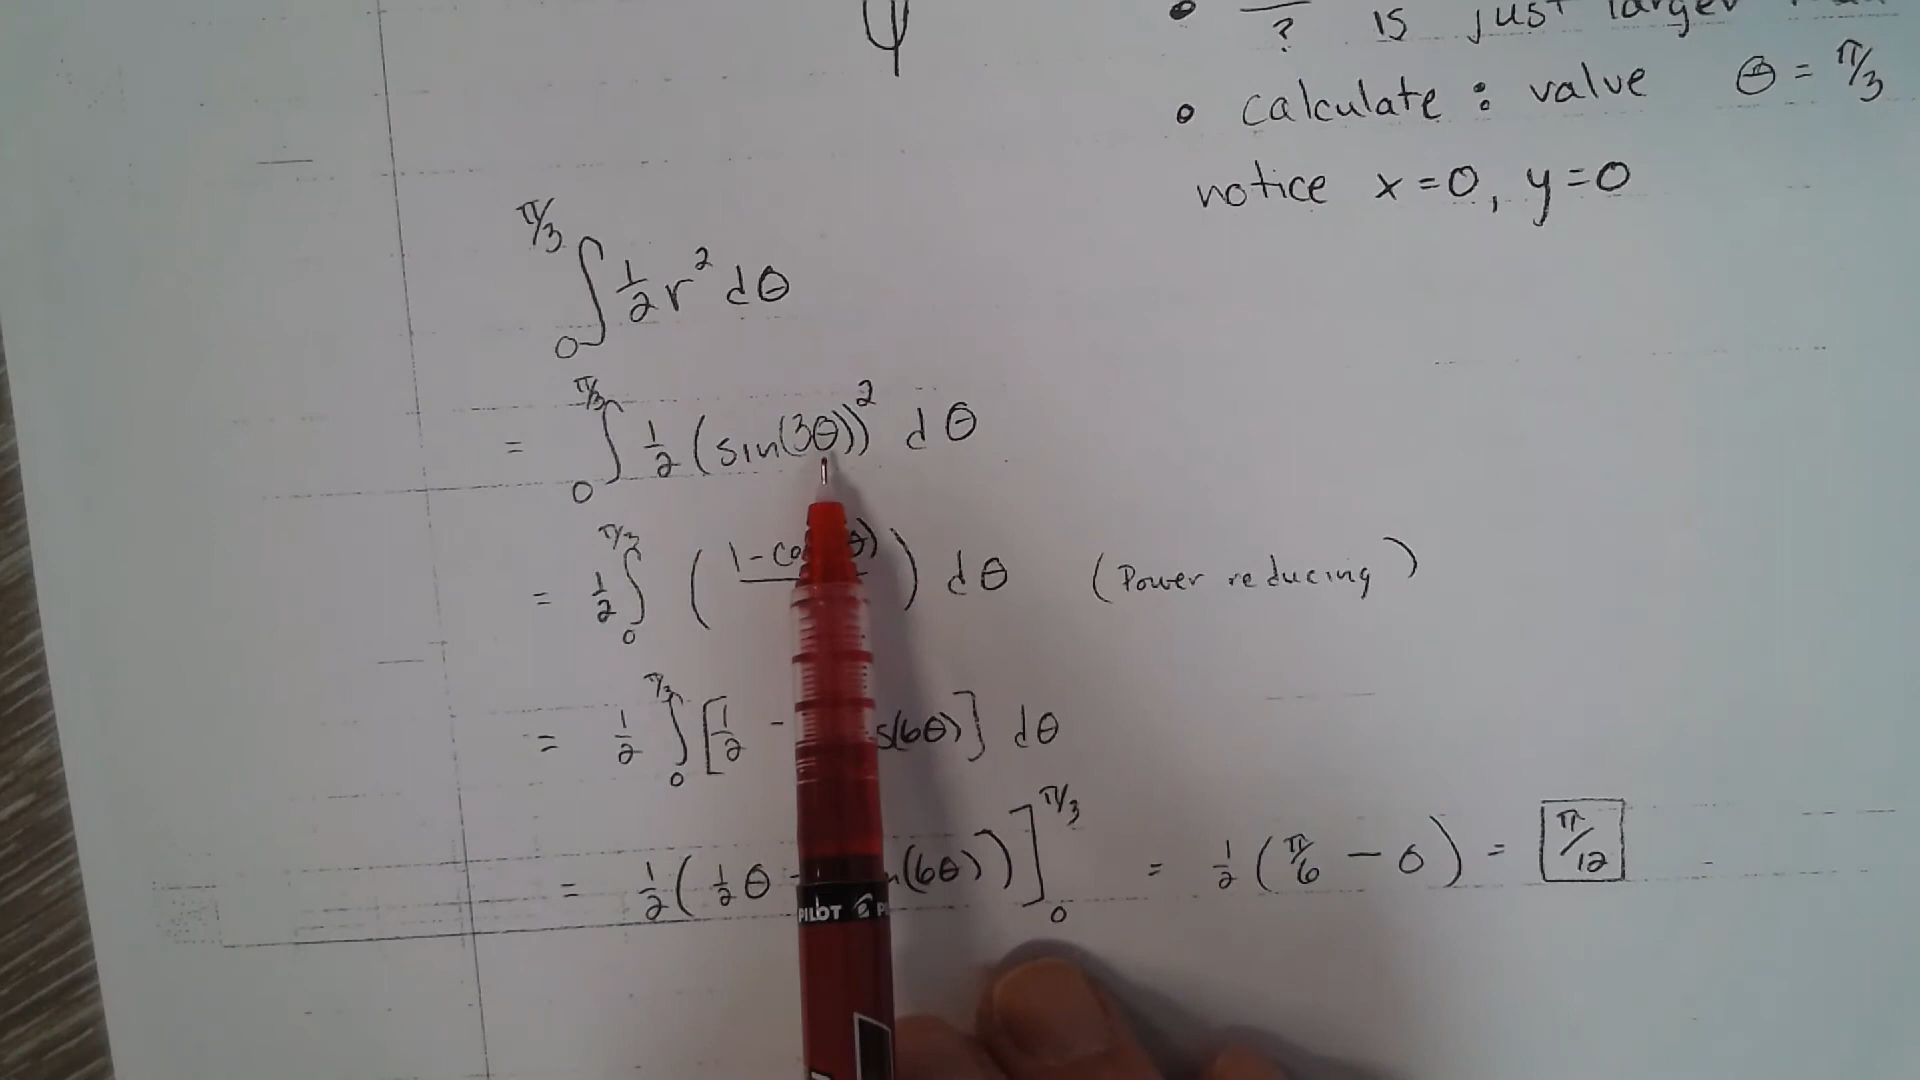 ? is just larger
• calculate : value θ = π/3
notice x=0, y=0
π/3 ∫ 0 1/2 r² dθ
= π/3 ∫ 0 1/2 (sin(3θ))² dθ
= 1/2 π/3 ∫ 0 ( 1-co θ) ) dθ (Power reducing)
= 1/2 π/3 ∫ 0 [1/2 - s(6θ)] dθ
= 1/2 ( 1/2 θ - n(6θ) ) ] π/3 0 = 1/2 ( π/6 - 0 ) = π/12
PILOT